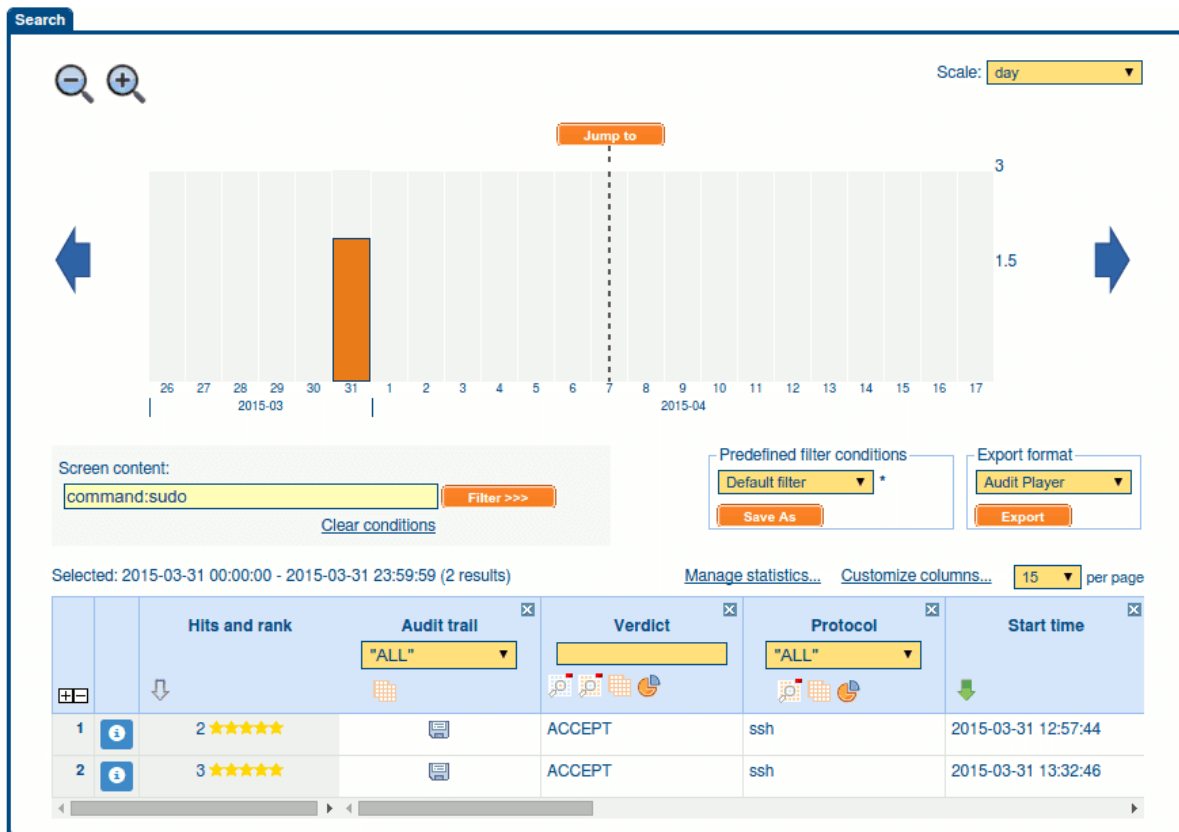 Search
Scale: day
Jump to
3
1.5
26 27 28 29 30 31 1 2 3 4 5 6 7 8 9 10 11 12 13 14 15 16 17
2015-03 2015-04
Screen content:
command:sudo
Filter >>>
Clear conditions
Predefined filter conditions
Default filter *
Save As
Export format
Audit Player
Export
Selected: 2015-03-31 00:00:00 - 2015-03-31 23:59:59 (2 results)
Manage statistics... Customize columns... 15 per page
Hits and rank Audit trail Verdict Protocol Start time
"ALL" "ALL"
1 2 ACCEPT ssh 2015-03-31 12:57:44
2 3 ACCEPT ssh 2015-03-31 13:32:46